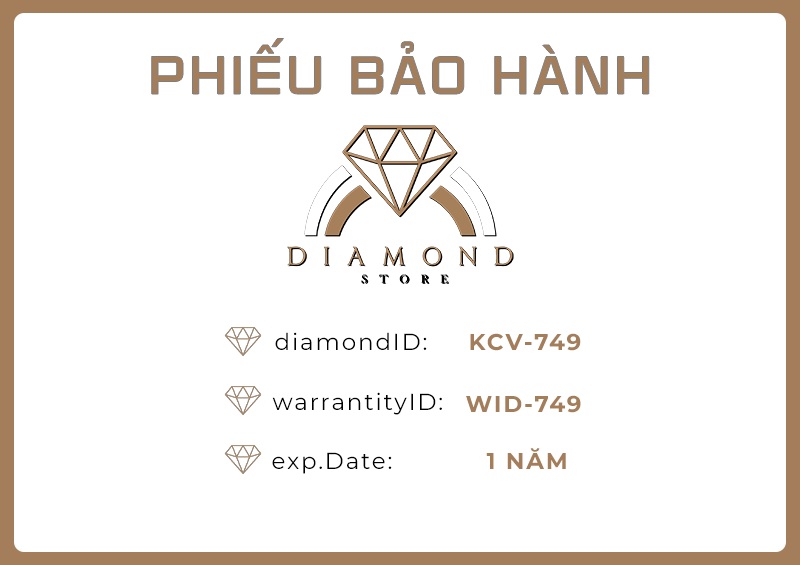 PHIẾU BẢO HÀNH
DIAMOND
STORE
diamondID: KCV-749
warrantityID: WID-749
exp.Date: 1 NĂM